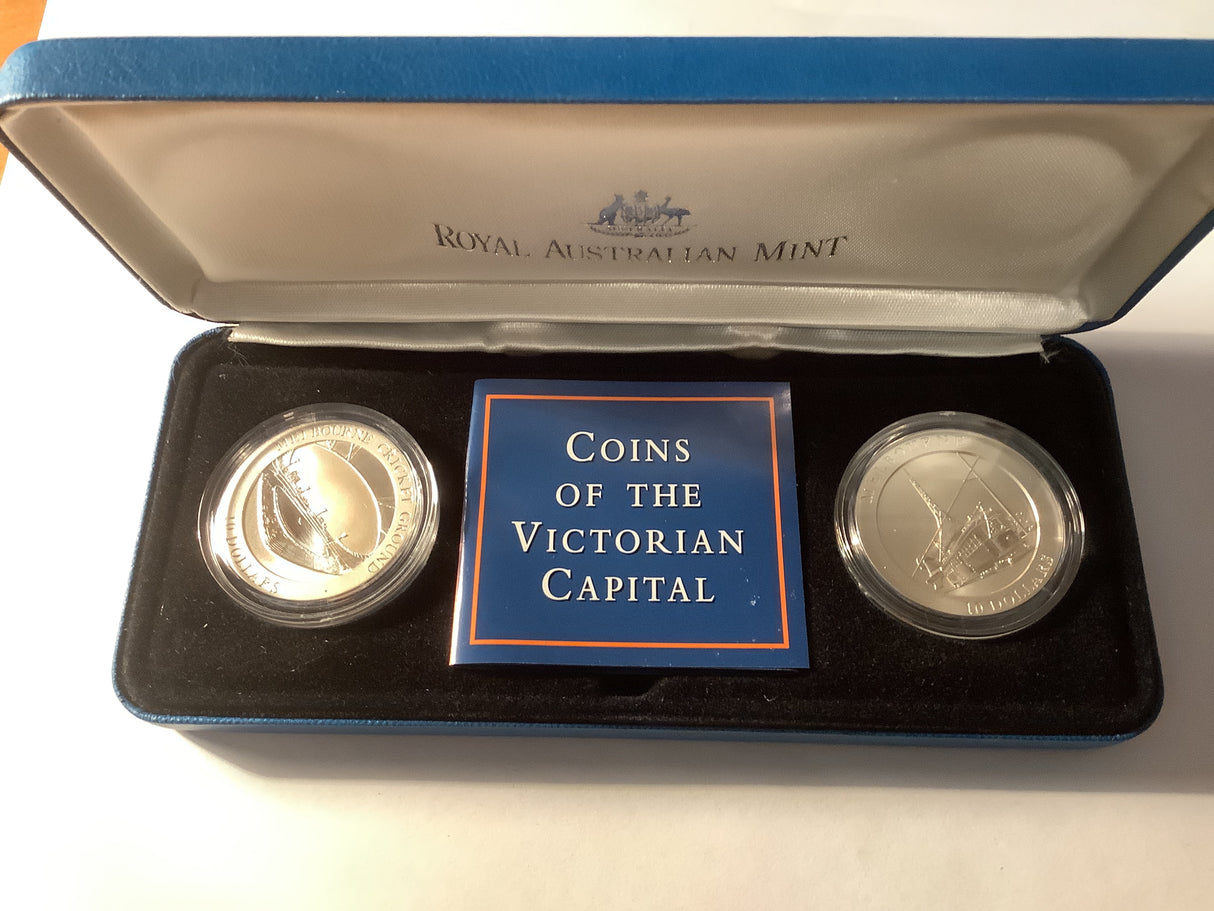 ROYAL AUSTRALIAN MINT
MELBOURNE CRICKET GROUND
10 DOLLARS
COINS
OF THE
VICTORIAN
CAPITAL
10 DOLLARS